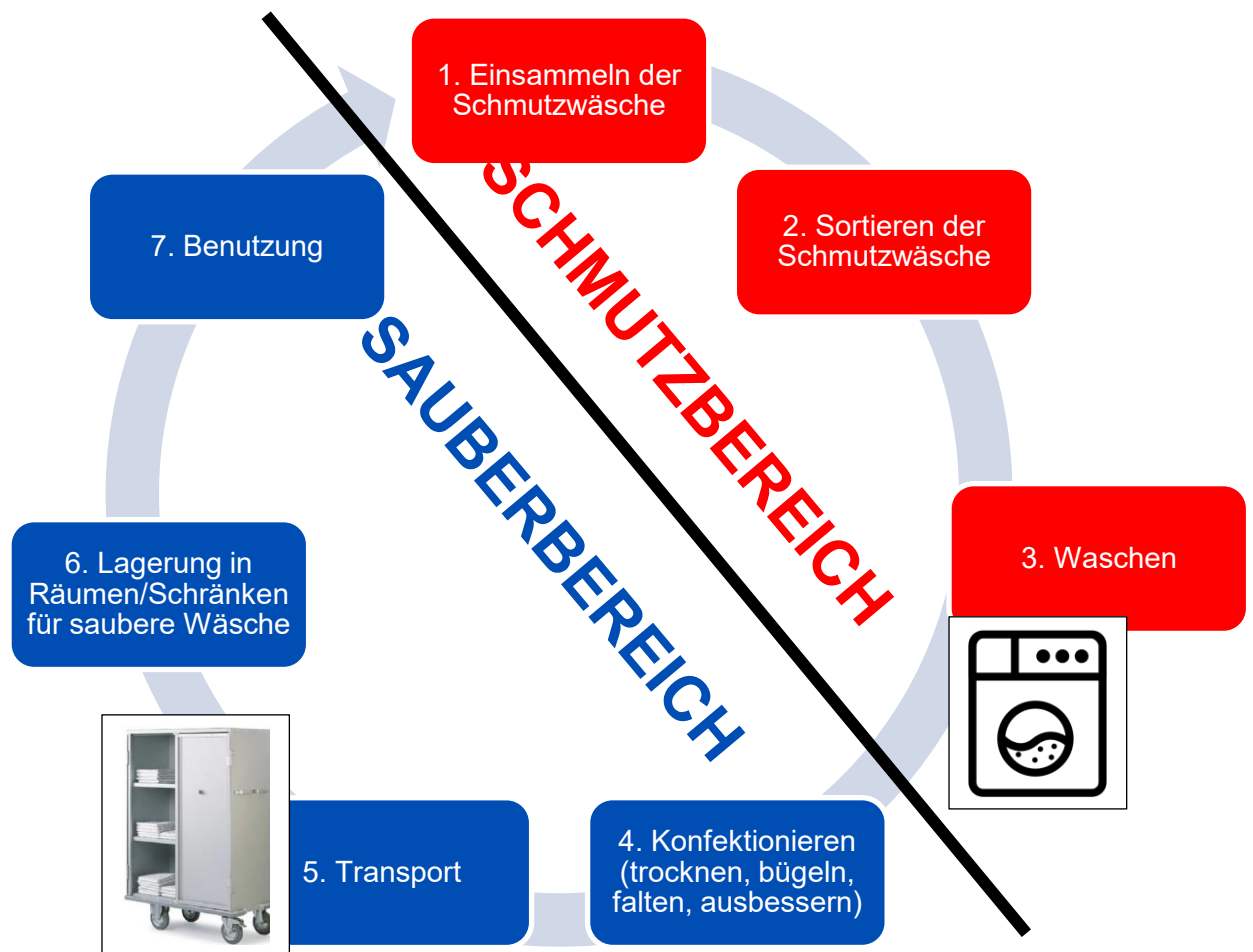 1. Einsammeln der
Schmutzwäsche
2. Sortieren der
Schmutzwäsche
3. Waschen
4. Konfektionieren
(trocknen, bügeln,
falten, ausbessern)
5. Transport
6. Lagerung in
Räumen/Schränken
für saubere Wäsche
7. Benutzung
SCHMUTZBEREICH
SAUBERBEREICH